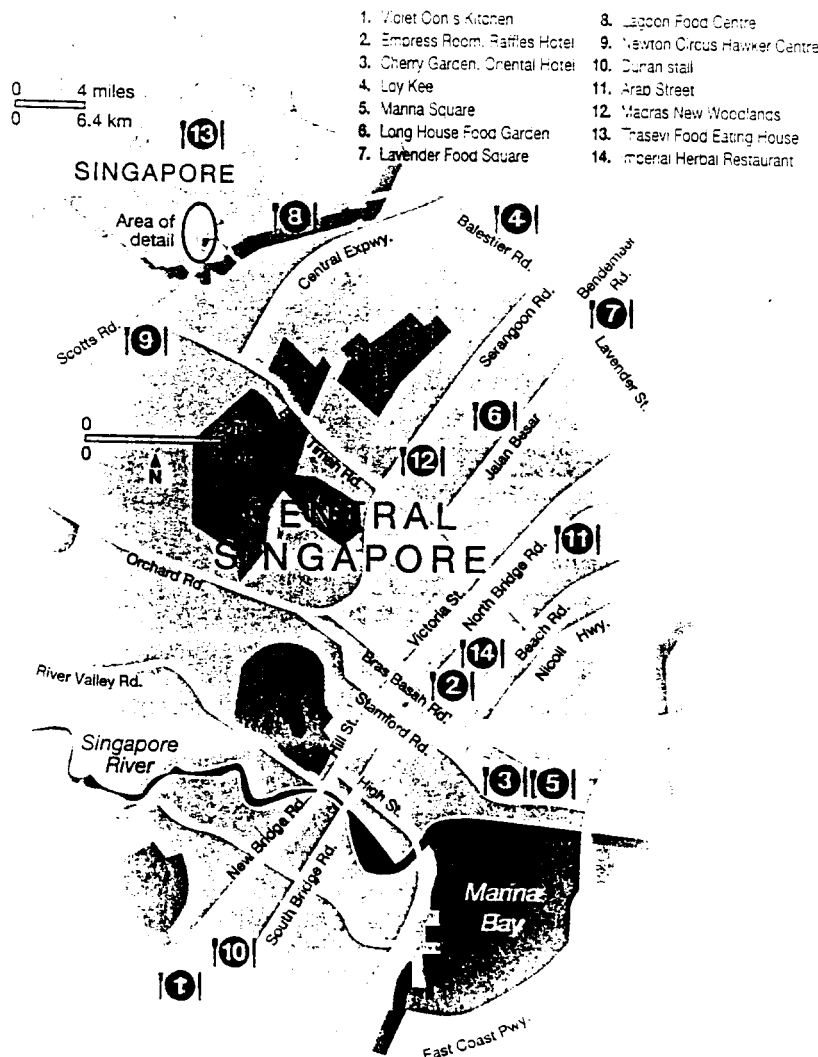 1. Violet Oon's Kitchen
2. Empress Room, Raffles Hotel
3. Cherry Garden, Oriental Hotel
4. Loy Kee
5. Marina Square
6. Long House Food Garden
7. Lavender Food Square
8. Lagoon Food Centre
9. Newton Circus Hawker Centre
10. Durian stall
11. Arab Street
12. Madras New Woodlands
13. Thasevi Food Eating House
14. Imperial Herbal Restaurant
0 4 miles
0 6.4 km
13
SINGAPORE
Area of
detail
8
4
Balestier Rd.
Central Expwy.
Bendemeer
Rd.
7
Scotts Rd.
9
Serangoon Rd.
Lavender St.
6
Jalan Besar
0
0
N
12
Rd.
CENTRAL
SINGAPORE
11
Orchard Rd.
Victoria St.
North Bridge Rd.
Beach Rd.
Nicoll Hwy.
14
2
Bras Basah Rd.
Stamford Rd.
River Valley Rd.
Singapore
River
Hill St.
High St.
3
5
New Bridge Rd.
South Bridge Rd.
Marina
Bay
10
1
East Coast Pwy.